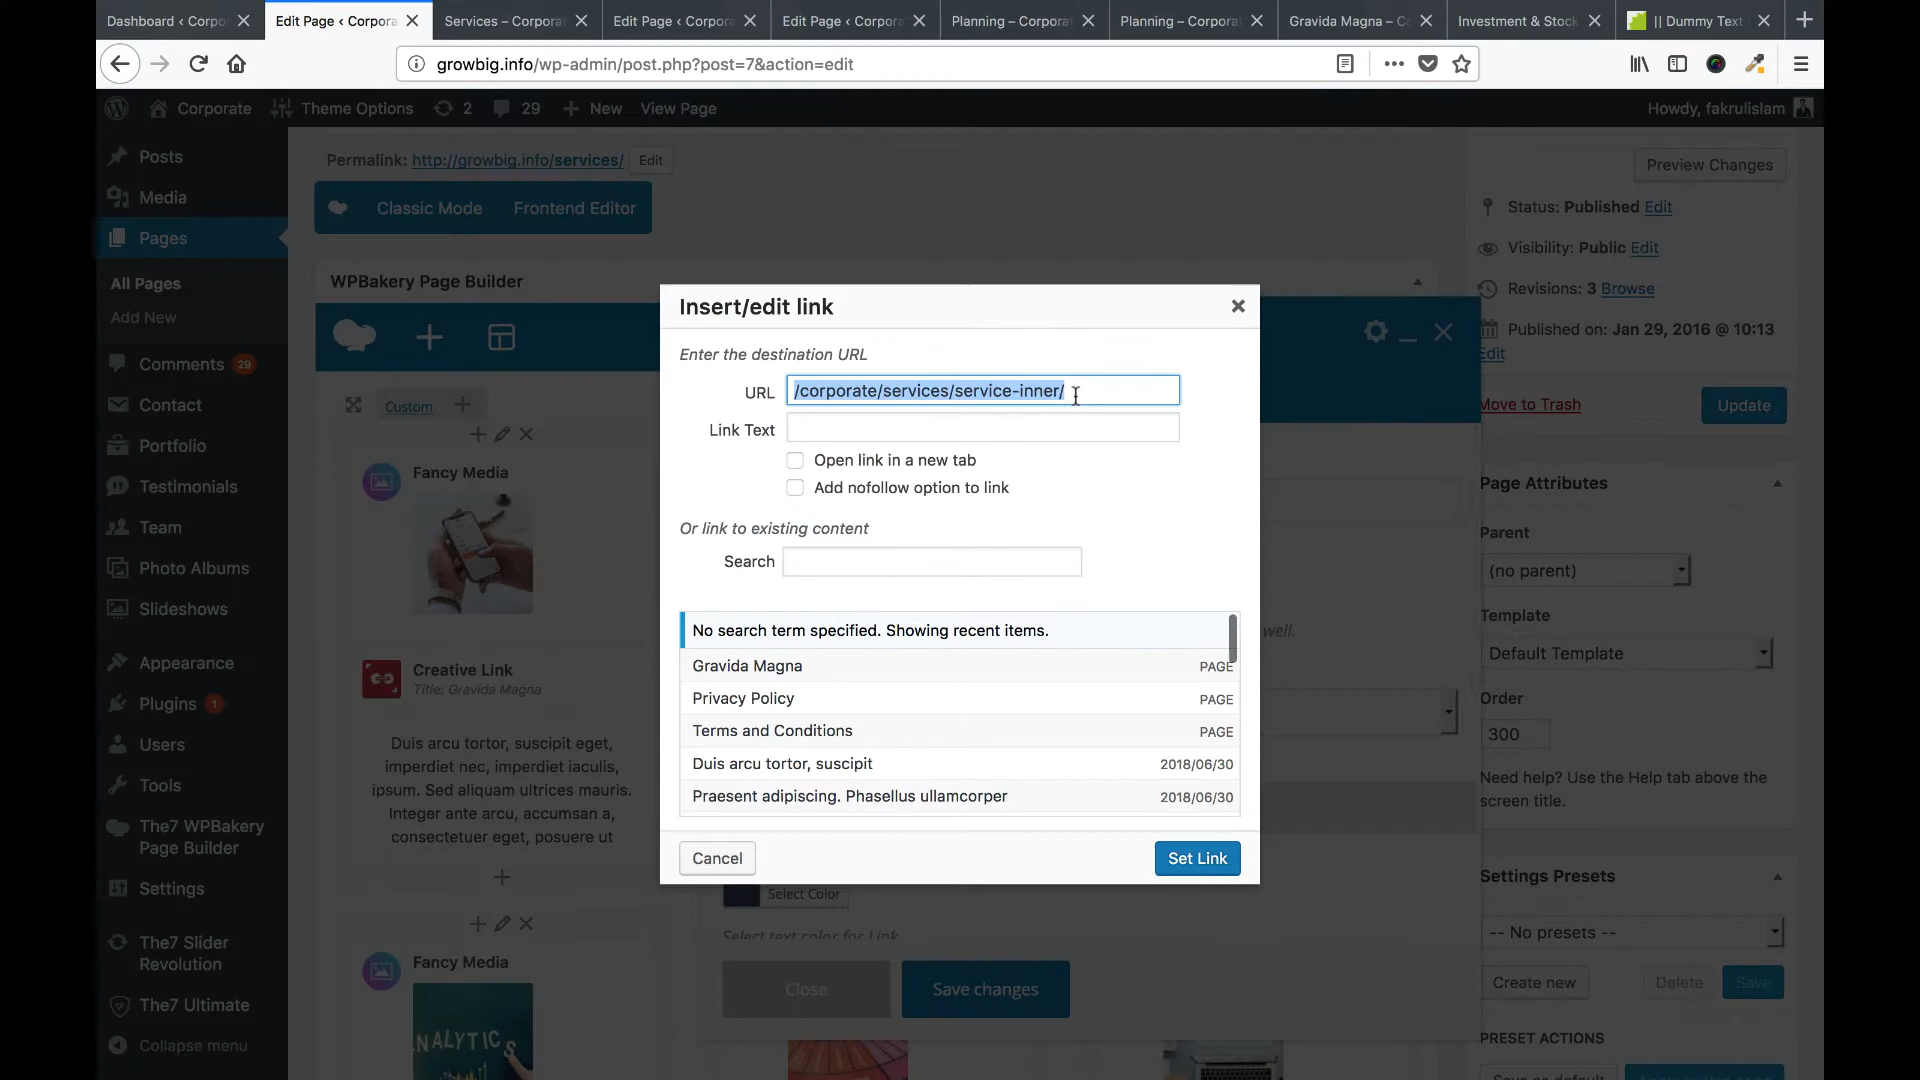 Dashboard ‹ Corpo
Edit Page ‹ Corpora
Services – Corporat
Edit Page ‹ Corpora
Edit Page ‹ Corpora
Planning – Corporat
Planning – Corporat
Gravida Magna – Co
Investment & Stock
|| Dummy Text
growbig.info/wp-admin/post.php?post=7&action=edit
Corporate
Theme Options
2
29
New
View Page
Howdy, fakrulislam
Posts
Media
Pages
All Pages
Add New
Comments 29
Contact
Portfolio
Testimonials
Team
Photo Albums
Slideshows
Appearance
Plugins 1
Users
Tools
The7 WPBakery
Page Builder
Settings
The7 Slider
Revolution
The7 Ultimate
Collapse menu
Permalink: http://growbig.info/services/ Edit
Classic Mode
Frontend Editor
WPBakery Page Builder
Custom
Fancy Media
Creative Link
Title: Gravida Magna
Duis arcu tortor, suscipit eget,
imperdiet nec, imperdiet iaculis,
ipsum. Sed aliquam ultrices mauris.
Integer ante arcu, accumsan a,
consectetuer eget, posuere ut
Fancy Media
ANALYTICS
Insert/edit link
Enter the destination URL
URL /corporate/services/service-inner/
Link Text
Open link in a new tab
Add nofollow option to link
Or link to existing content
Search
No search term specified. Showing recent items.
Gravida Magna PAGE
Privacy Policy PAGE
Terms and Conditions PAGE
Duis arcu tortor, suscipit 2018/06/30
Praesent adipiscing. Phasellus ullamcorper 2018/06/30
Cancel
Set Link
well.
Select Color
Select text color for Link
Close
Save changes
Preview Changes
Status: Published Edit
Visibility: Public Edit
Revisions: 3 Browse
Published on: Jan 29, 2016 @ 10:13
Edit
Move to Trash
Update
Page Attributes
Parent
(no parent)
Template
Default Template
Order
300
Need help? Use the Help tab above the
screen title.
Settings Presets
-- No presets --
Create new
Delete
Save
PRESET ACTIONS